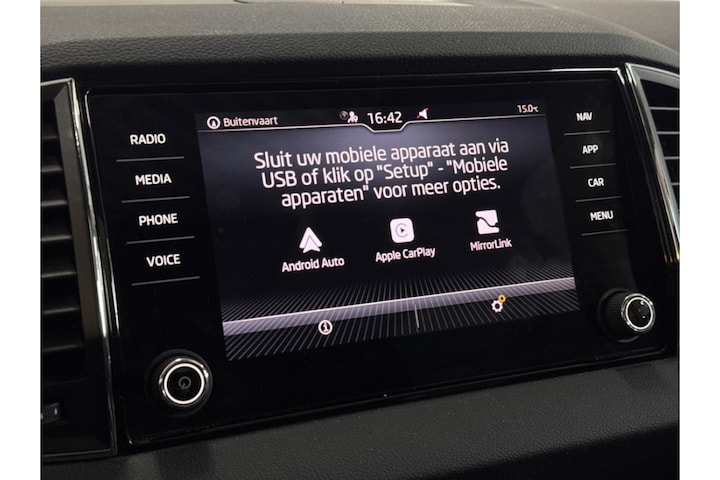 Buitenvaart
16:42
15.0°C
RADIO
MEDIA
PHONE
VOICE
Sluit uw mobiele apparaat aan via
USB of klik op "Setup" - "Mobiele
apparaten" voor meer opties.
Android Auto
Apple CarPlay
MirrorLink
NAV
APP
CAR
MENU